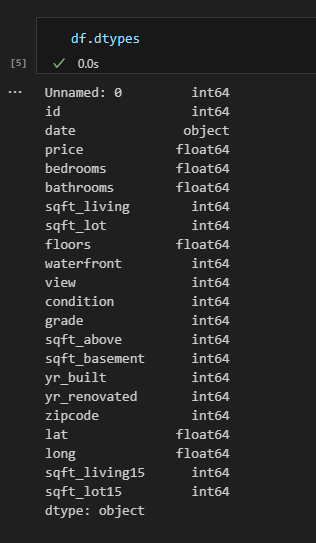 df.dtypes
[5]
0.0s
...
Unnamed: 0 int64
id int64
date object
price float64
bedrooms float64
bathrooms float64
sqft_living int64
sqft_lot int64
floors float64
waterfront int64
view int64
condition int64
grade int64
sqft_above int64
sqft_basement int64
yr_built int64
yr_renovated int64
zipcode int64
lat float64
long float64
sqft_living15 int64
sqft_lot15 int64
dtype: object